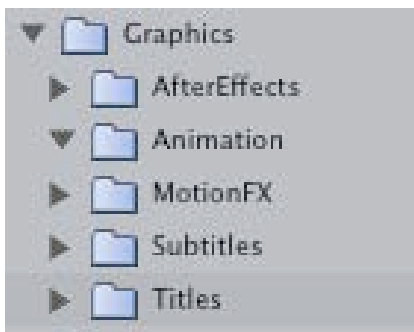 Graphics
AfterEffects
Animation
MotionFX
Subtitles
Titles